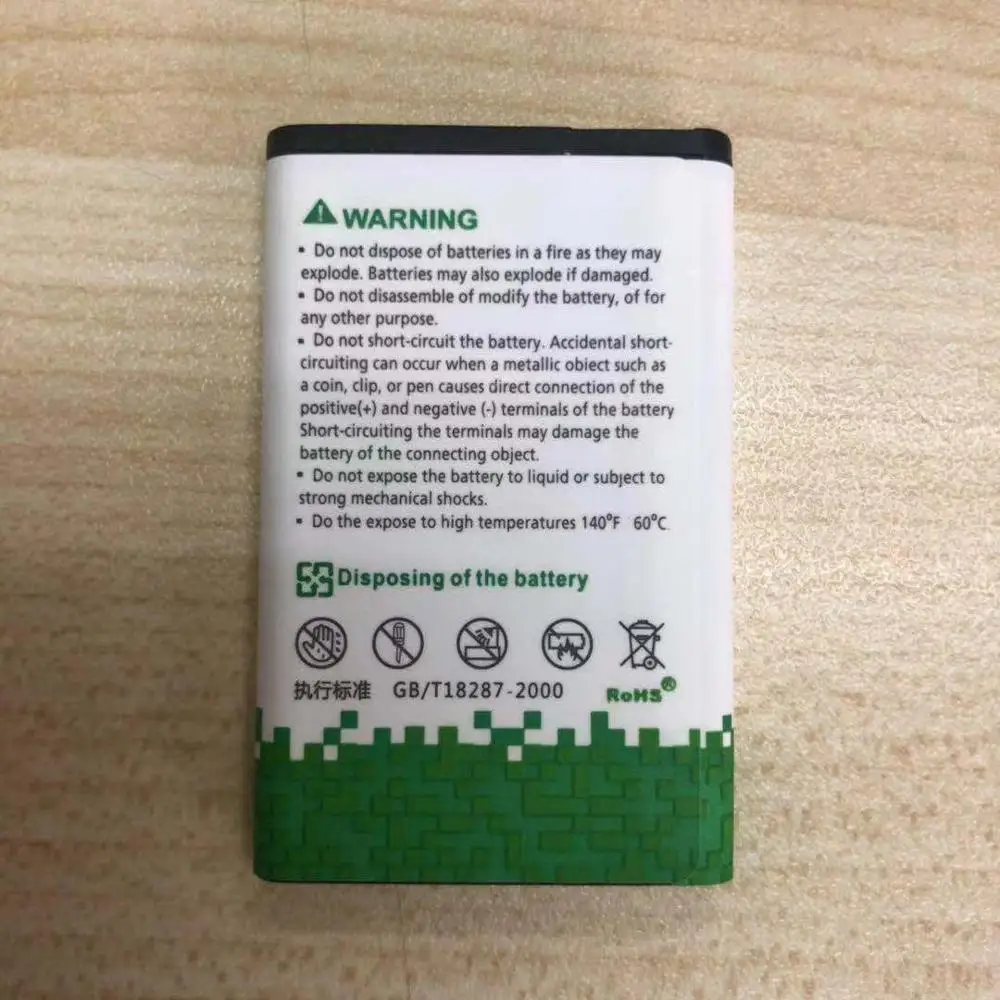 WARNING
▪ Do not dispose of batteries in a fire as they may
explode. Batteries may also explode if damaged.
▪ Do not disassemble of modify the battery, of for
any other purpose.
▪ Do not short-circuit the battery. Accidental short-
circuiting can occur when a metallic obiect such as
a coin, clip, or pen causes direct connection of the
positive(+) and negative (-) terminals of the battery
Short-circuiting the terminals may damage the
battery of the connecting object.
▪ Do not expose the battery to liquid or subject to
strong mechanical shocks.
▪ Do the expose to high temperatures 140°F 60°C
Disposing of the battery
执行标准 GB/T18287-2000
RoHS®